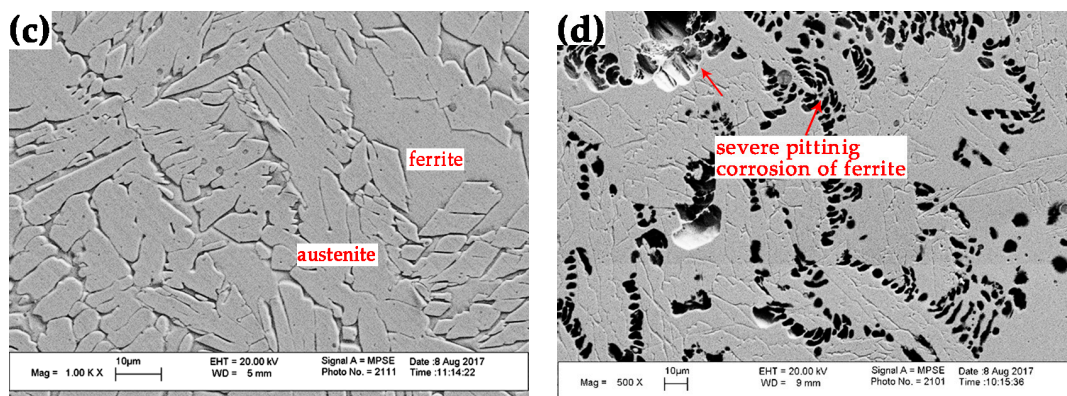 (c)
ferrite
austenite
Mag = 1.00 K X
10µm
EHT = 20.00 kV
WD = 5 mm
Signal A = MPSE
Photo No. = 2111
Date :8 Aug 2017
Time :11:14:22
(d)
severe pittinig
corrosion of ferrite
Mag = 500 X
10µm
EHT = 20.00 kV
WD = 9 mm
Signal A = MPSE
Photo No. = 2101
Date :8 Aug 2017
Time :10:15:36